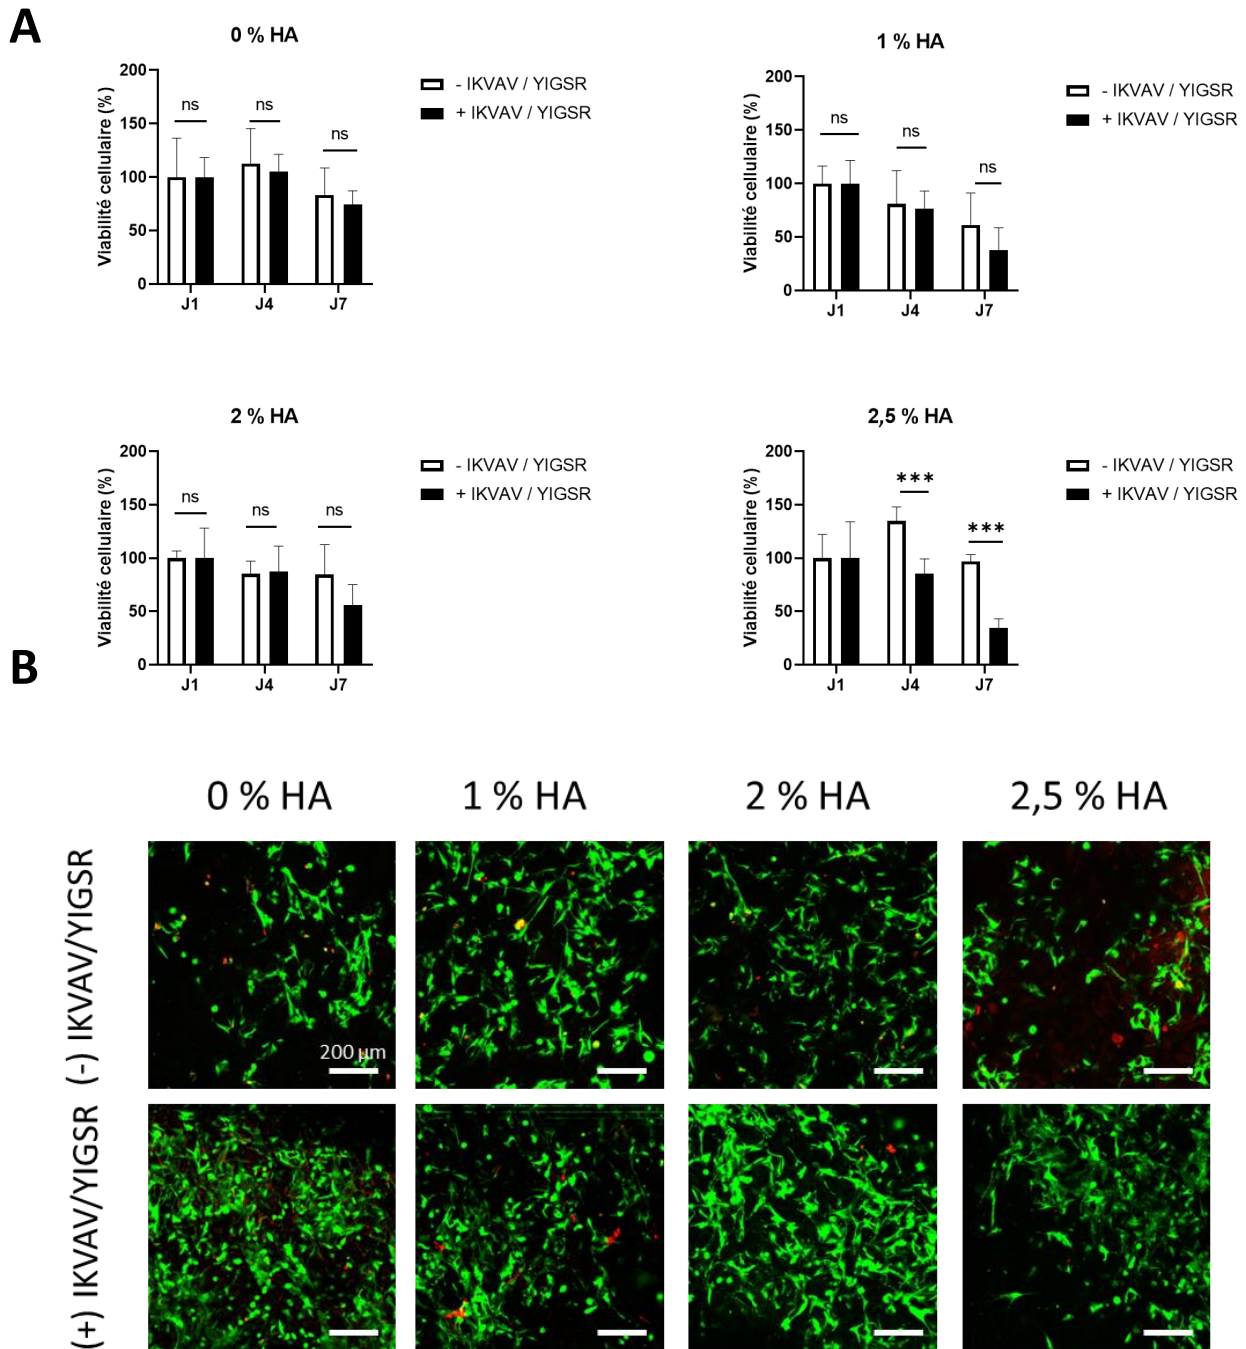 A
0 % HA
Viabilité cellulaire (%)
200
150
100
50
0
ns
ns
ns
J1
J4
J7
- IKVAV / YIGSR
+ IKVAV / YIGSR
1 % HA
Viabilité cellulaire (%)
200
150
100
50
0
ns
ns
ns
J1
J4
J7
- IKVAV / YIGSR
+ IKVAV / YIGSR
2 % HA
Viabilité cellulaire (%)
200
150
100
50
0
ns
ns
ns
J1
J4
J7
- IKVAV / YIGSR
+ IKVAV / YIGSR
2,5 % HA
Viabilité cellulaire (%)
200
150
100
50
0
***
***
J1
J4
J7
- IKVAV / YIGSR
+ IKVAV / YIGSR
B
0 % HA
1 % HA
2 % HA
2,5 % HA
(-) IKVAV/YIGSR
200 µm
(+) IKVAV/YIGSR